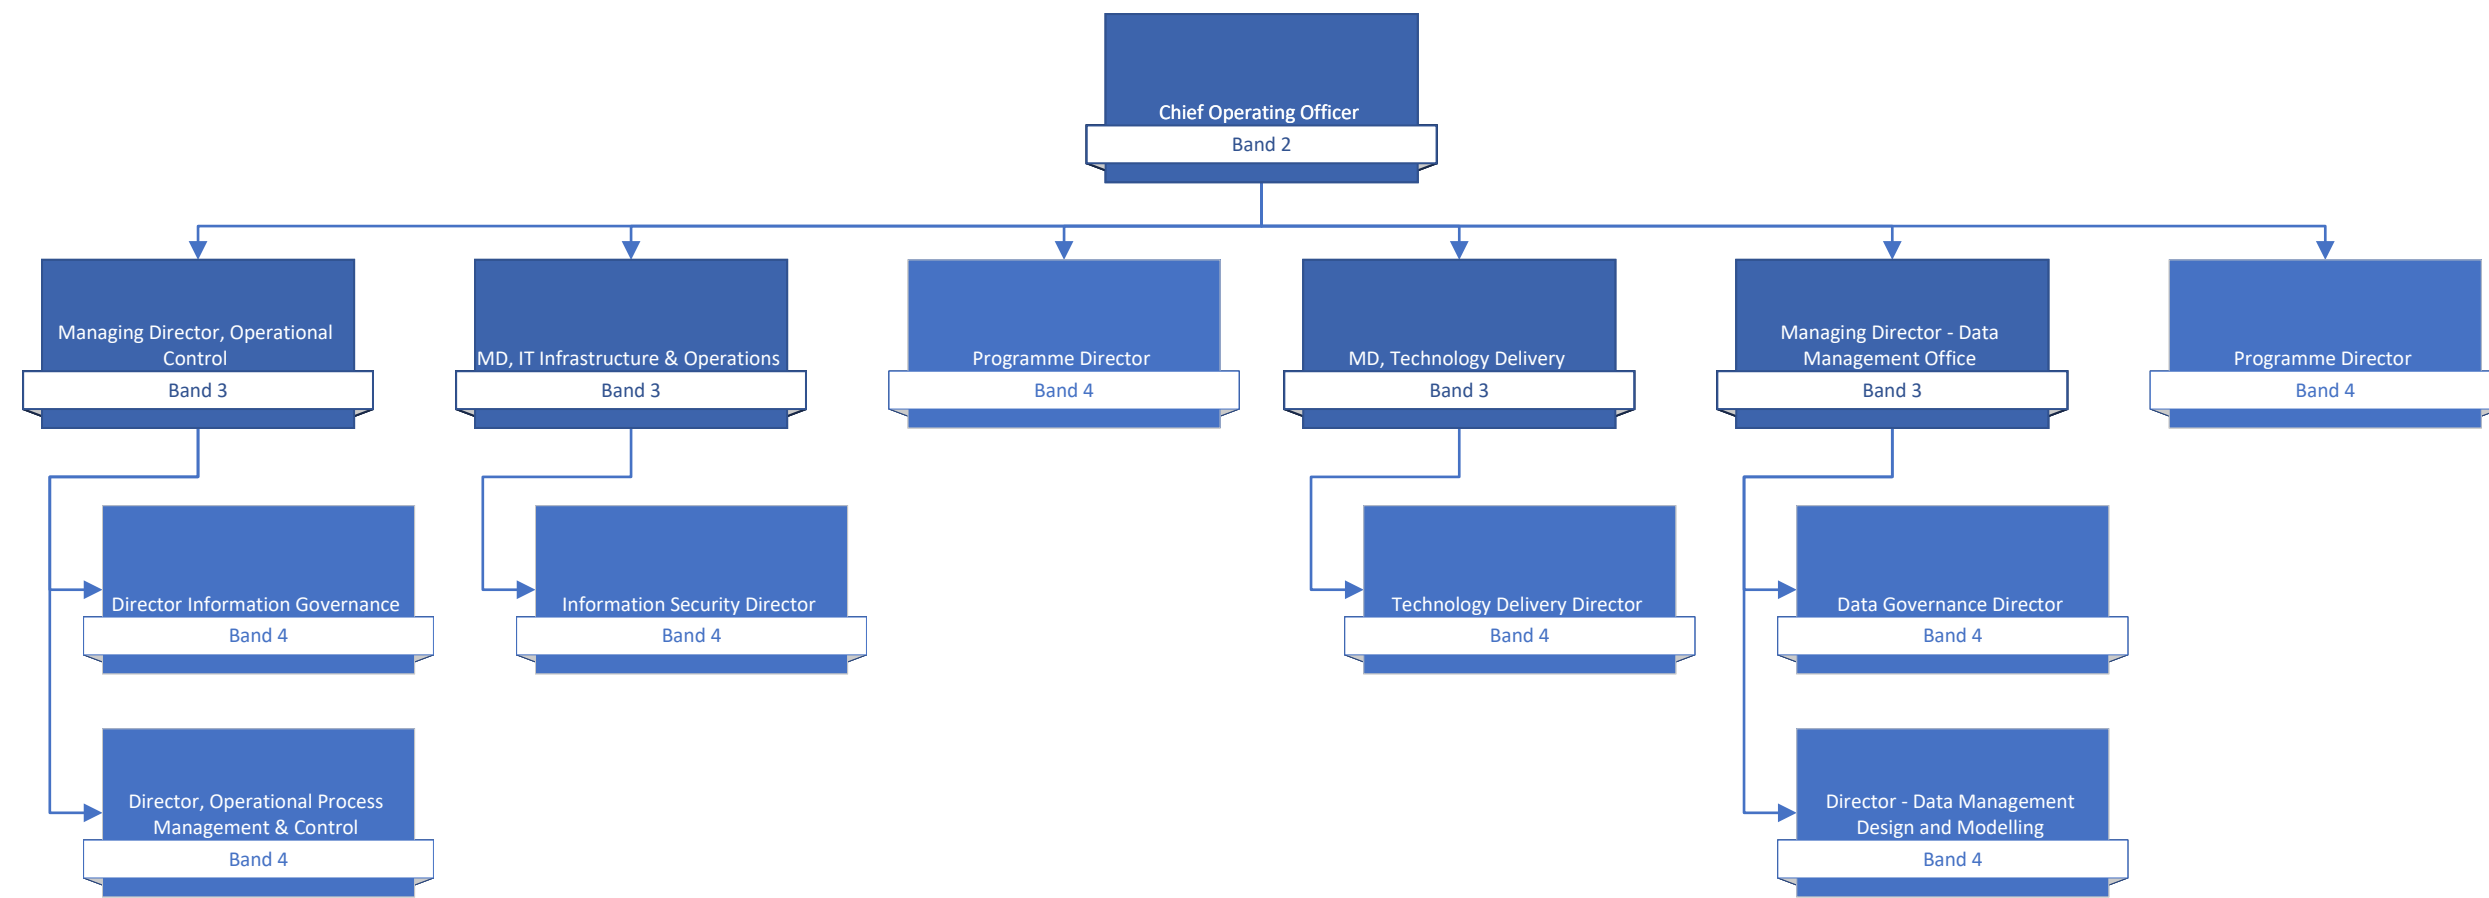 Chief Operating Officer
Band 2
Managing Director, Operational
Control
Band 3
MD, IT Infrastructure & Operations
Band 3
Programme Director
Band 4
MD, Technology Delivery
Band 3
Managing Director - Data
Management Office
Band 3
Programme Director
Band 4
Director Information Governance
Band 4
Information Security Director
Band 4
Technology Delivery Director
Band 4
Data Governance Director
Band 4
Director, Operational Process
Management & Control
Band 4
Director - Data Management
Design and Modelling
Band 4